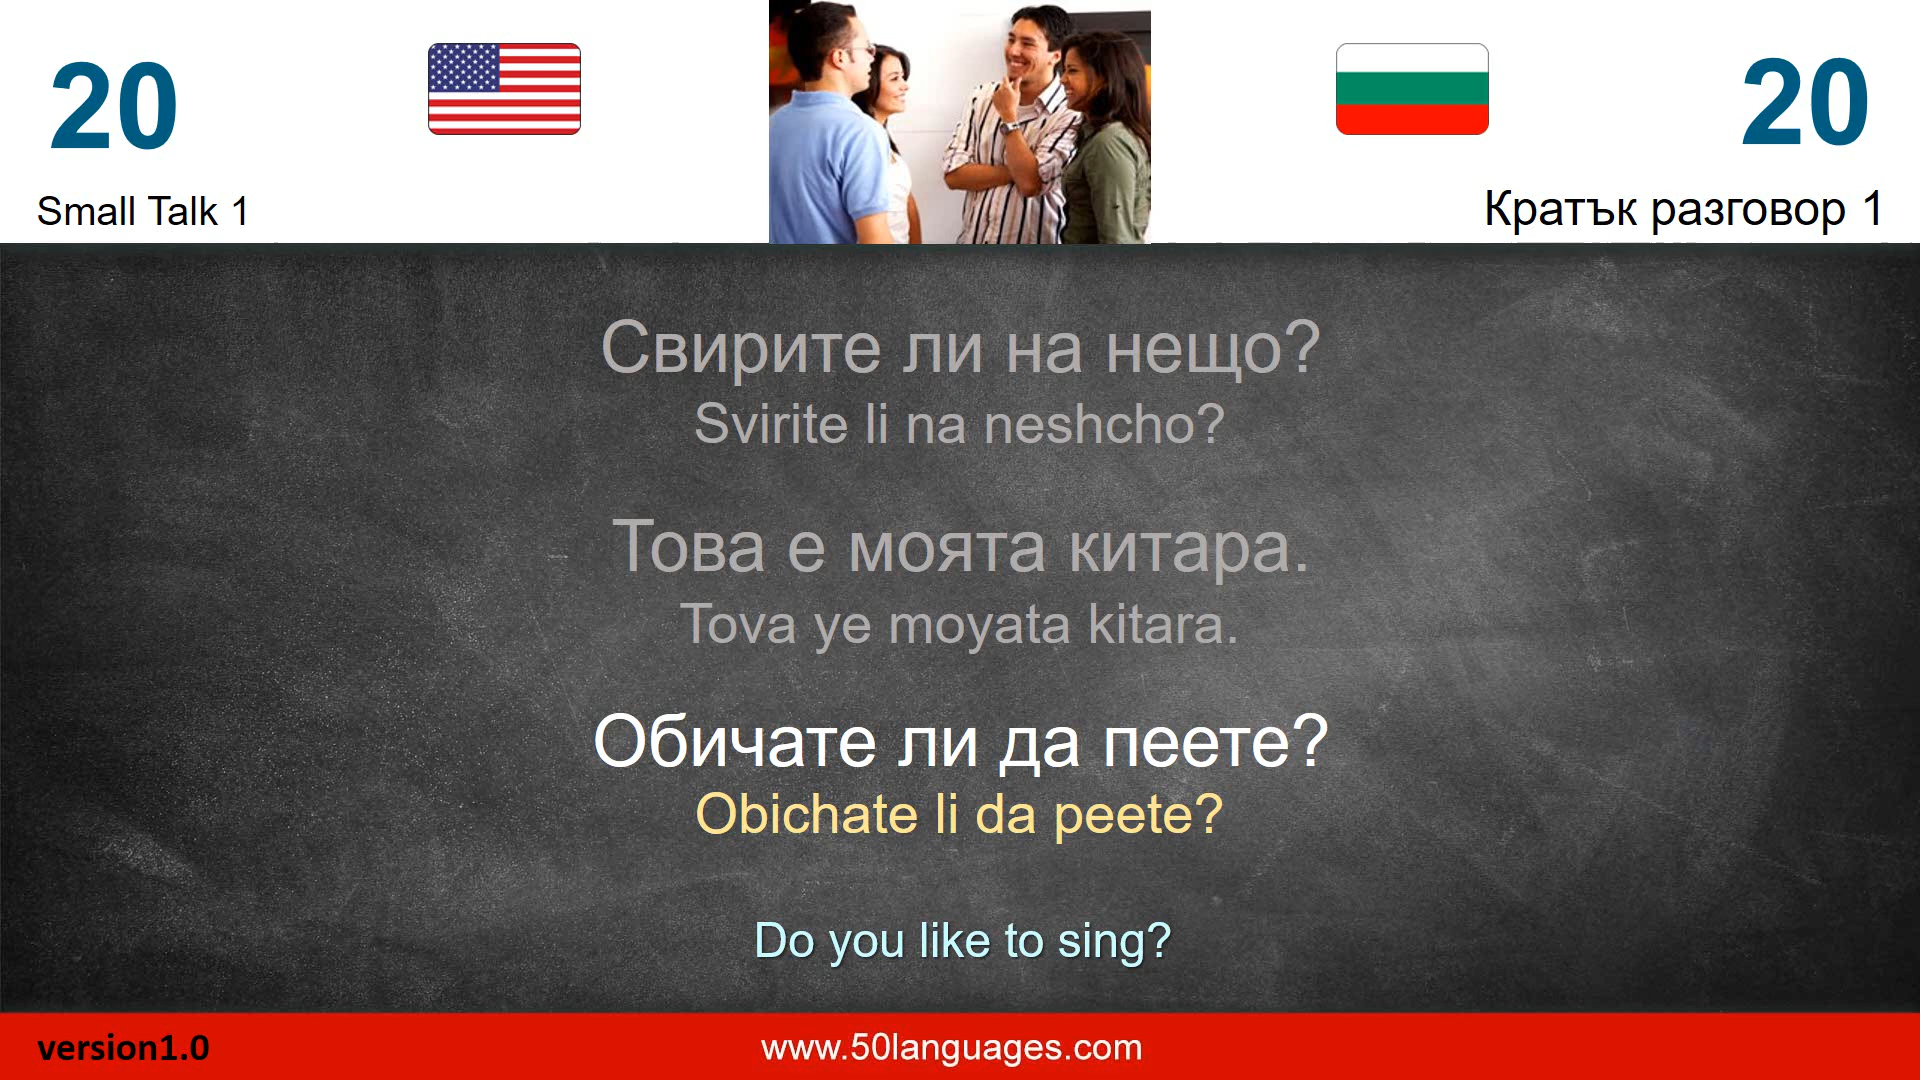 20
20
Small Talk 1
Кратък разговор 1
Свирите ли на нещо?
Svirite li na neshcho?
Това е моята китара.
Tova ye moyata kitara.
Обичате ли да пеете?
Obichate li da peete?
Do you like to sing?
version1.0
www.50languages.com